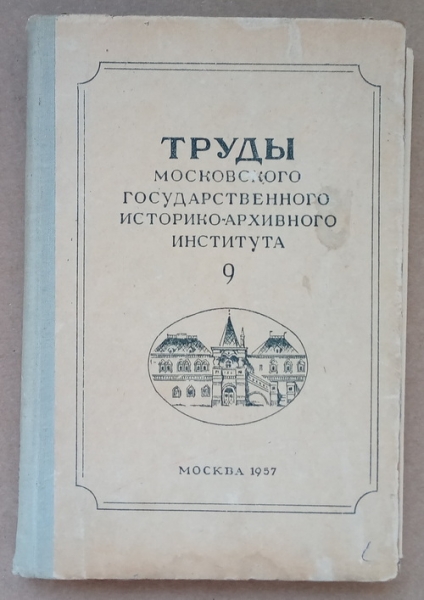 ТРУДЫ
МОСКОВСКОГО
ГОСУДАРСТВЕННОГО
ИСТОРИКО-АРХИВНОГО
ИНСТИТУТА
9
МОСКВА 1957